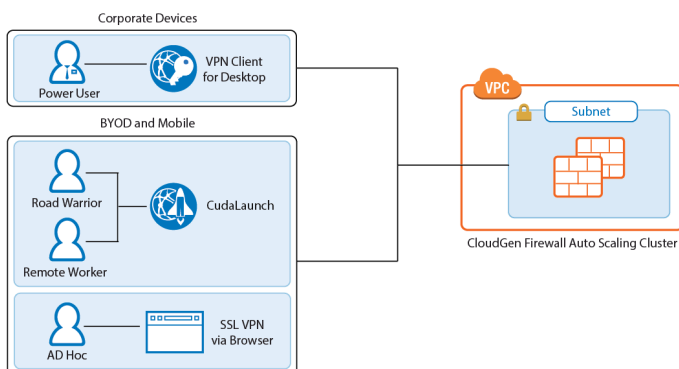 Corporate Devices
Power User
VPN Client
for Desktop
BYOD and Mobile
Road Warrior
CudaLaunch
Remote Worker
AD Hoc
SSL VPN
via Browser
VPC
Subnet
CloudGen Firewall Auto Scaling Cluster